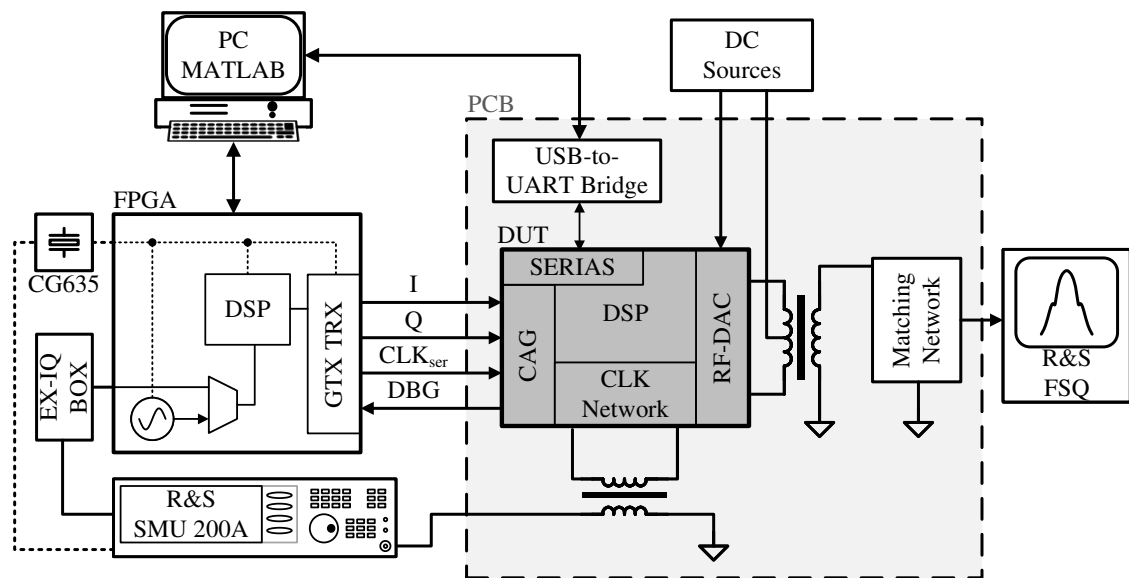 PC
MATLAB
DC
Sources
PCB
USB-to-
UART Bridge
FPGA
CG635
DSP
GTX TRX
EX-IQ
BOX
I
Q
CLKser
DBG
DUT
SERIAS
CAG
DSP
CLK
Network
RF-DAC
Matching
Network
R&S
FSQ
R&S
SMU 200A